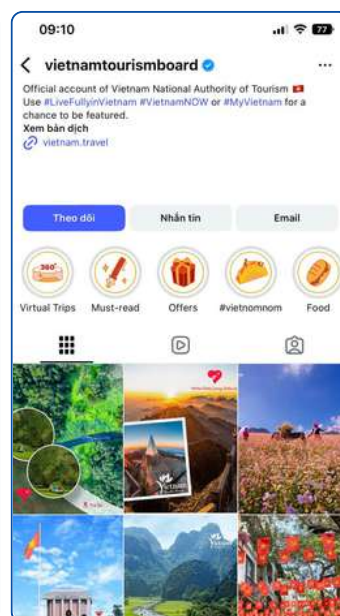 09:10
77
vietnamtourismboard
Official account of Vietnam National Authority of Tourism 🇻🇳
Use #LiveFullyinVietnam #VietnamNOW or #MyVietnam for a
chance to be featured.
Xem bản dịch
vietnam.travel
Theo dõi
Nhắn tin
Email
360°
Virtual Trips
Must-read
Offers
#vietnomnom
Food